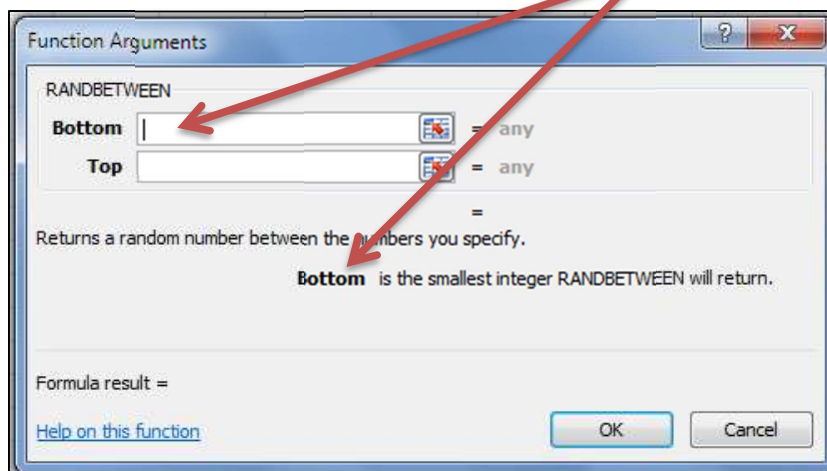 Function Arguments
RANDBETWEEN
Bottom = any
Top = any
=
Returns a random number between the numbers you specify.
Bottom is the smallest integer RANDBETWEEN will return.
Formula result =
Help on this function OK Cancel